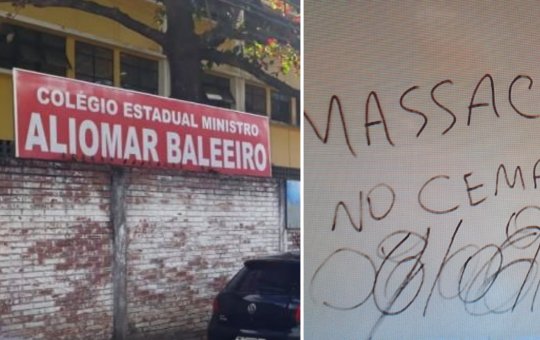 COLÉGIO ESTADUAL MINISTRO
ALIOMAR BALEEIRO
MASSAC
NO CEMA